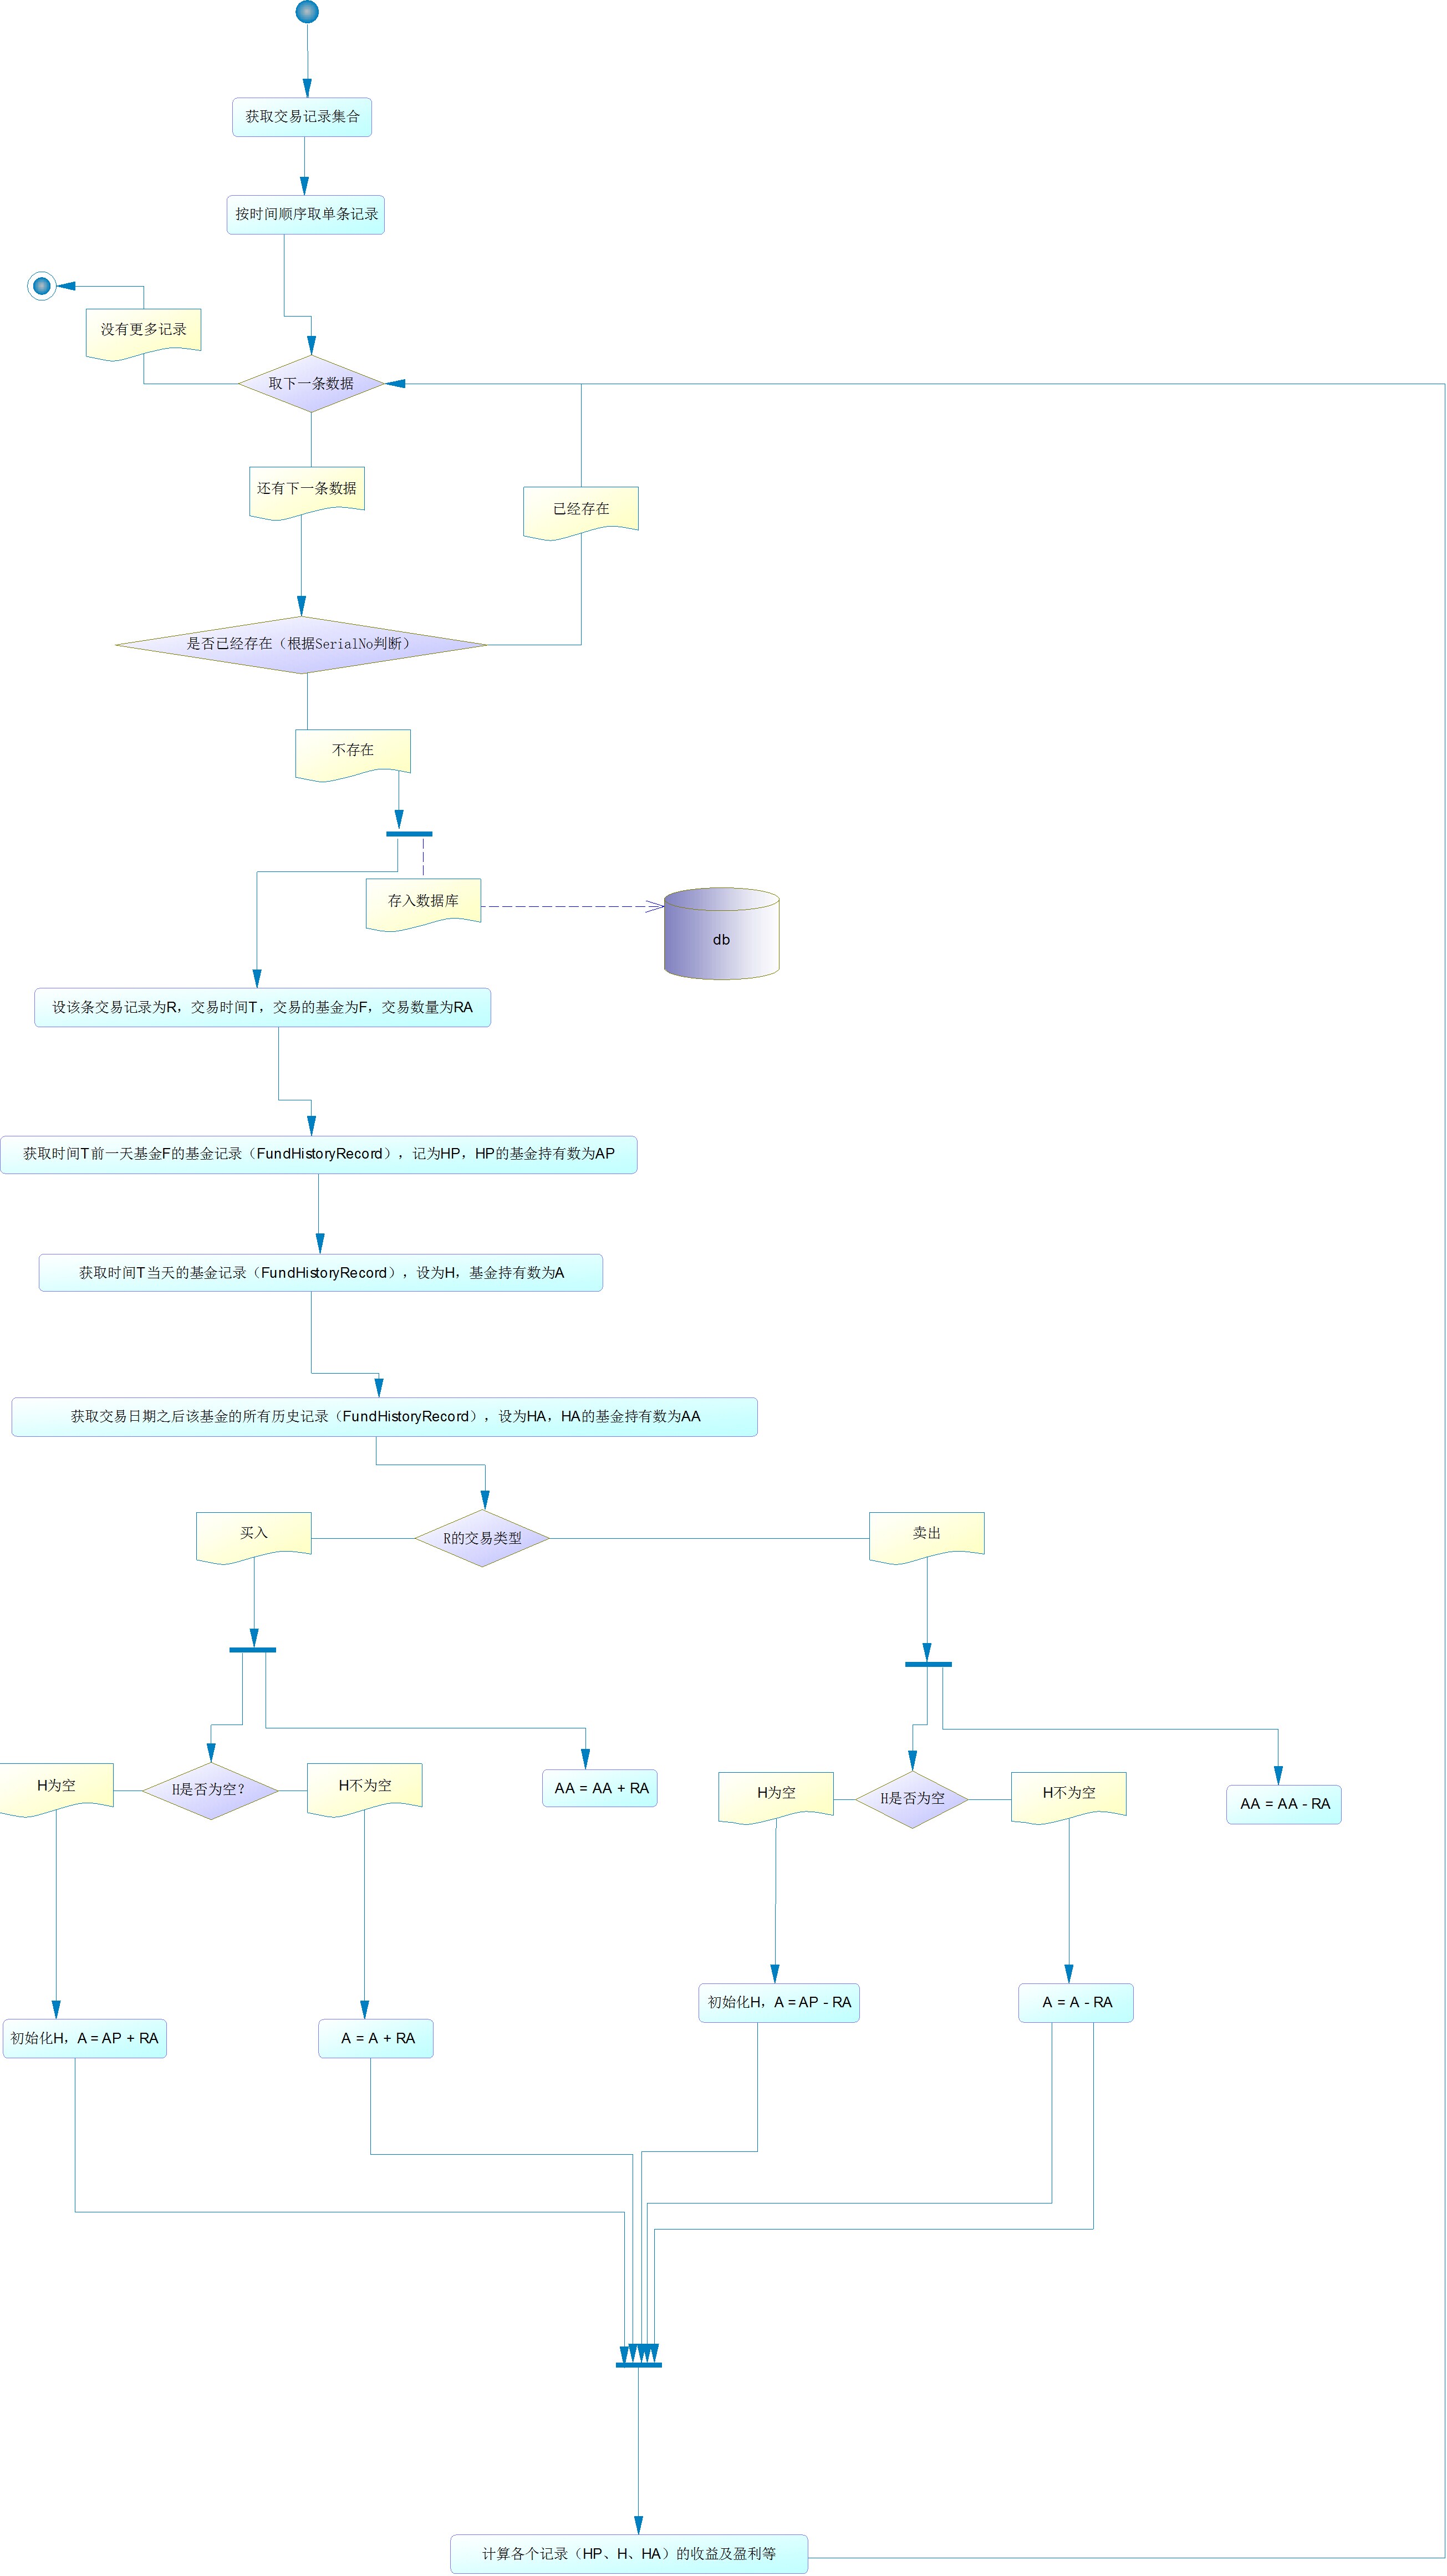 获取交易记录集合
按时间顺序取单条记录
没有更多记录
取下一条数据
还有下一条数据
已经存在
是否已经存在（根据SerialNo判断）
不存在
存入数据库
db
设该条交易记录为R，交易时间T，交易的基金为F，交易数量为RA
获取时间T前一天基金F的基金记录（FundHistoryRecord），记为HP，HP的基金持有数为AP
获取时间T当天的基金记录（FundHistoryRecord），设为H，基金持有数为A
获取交易日期之后该基金的所有历史记录（FundHistoryRecord），设为HA，HA的基金持有数为AA
买入
R的交易类型
卖出
H为空
H是否为空？
H不为空
AA = AA + RA
H为空
H是否为空
H不为空
AA = AA - RA
初始化H，A = AP - RA
A = A - RA
初始化H，A = AP + RA
A = A + RA
计算各个记录（HP、H、HA）的收益及盈利等